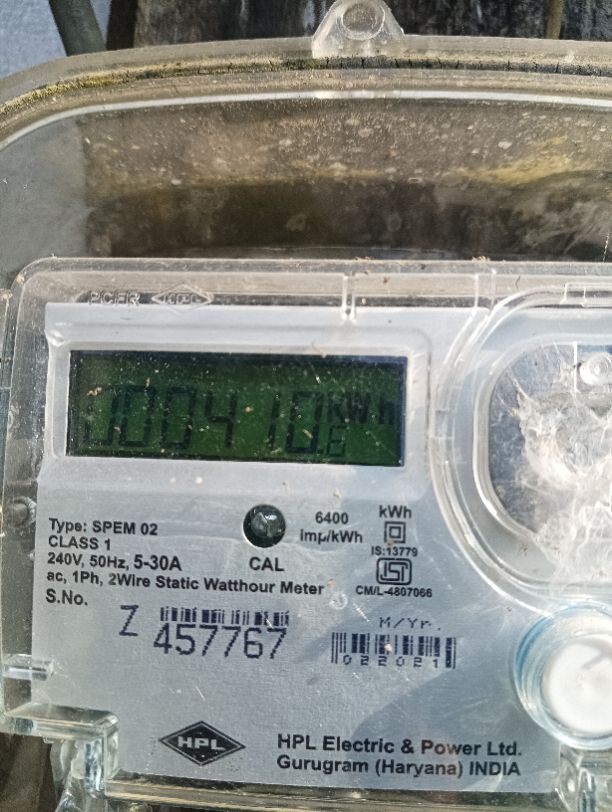 HPL
000410.6 kWh
Type: SPEM 02
CLASS 1
240V, 50Hz, 5-30A
ac, 1Ph, 2Wire Static Watthour Meter
S.No.
CAL
6400
imp/kWh
kWh
IS:13779
CM/L-4807066
Z 457767
M/Yr.
022021
HPL
HPL Electric & Power Ltd.
Gurugram (Haryana) INDIA